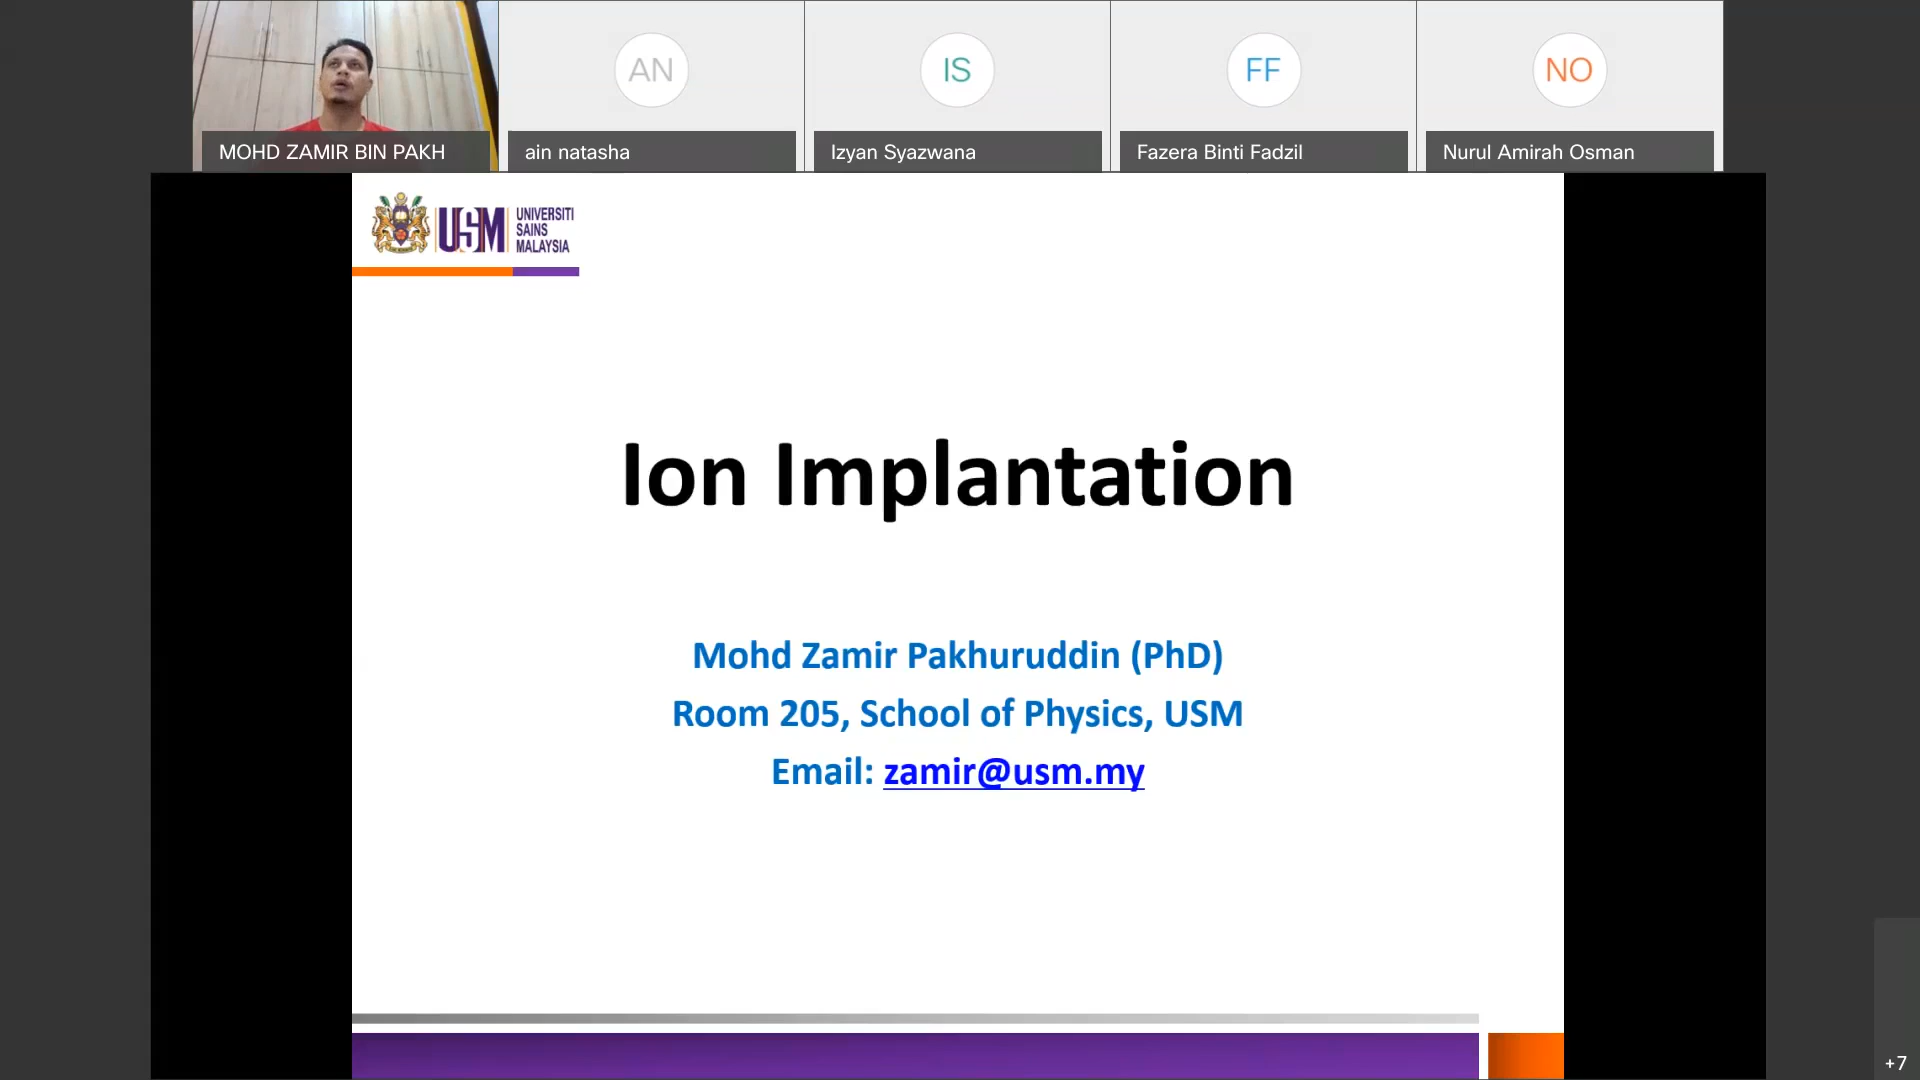 AN
IS
FF
NO
MOHD ZAMIR BIN PAKH
ain natasha
Izyan Syazwana
Fazera Binti Fadzil
Nurul Amirah Osman
USM
UNIVERSITI
SAINS
MALAYSIA
Ion Implantation
Mohd Zamir Pakhuruddin (PhD)
Room 205, School of Physics, USM
Email: zamir@usm.my
+7